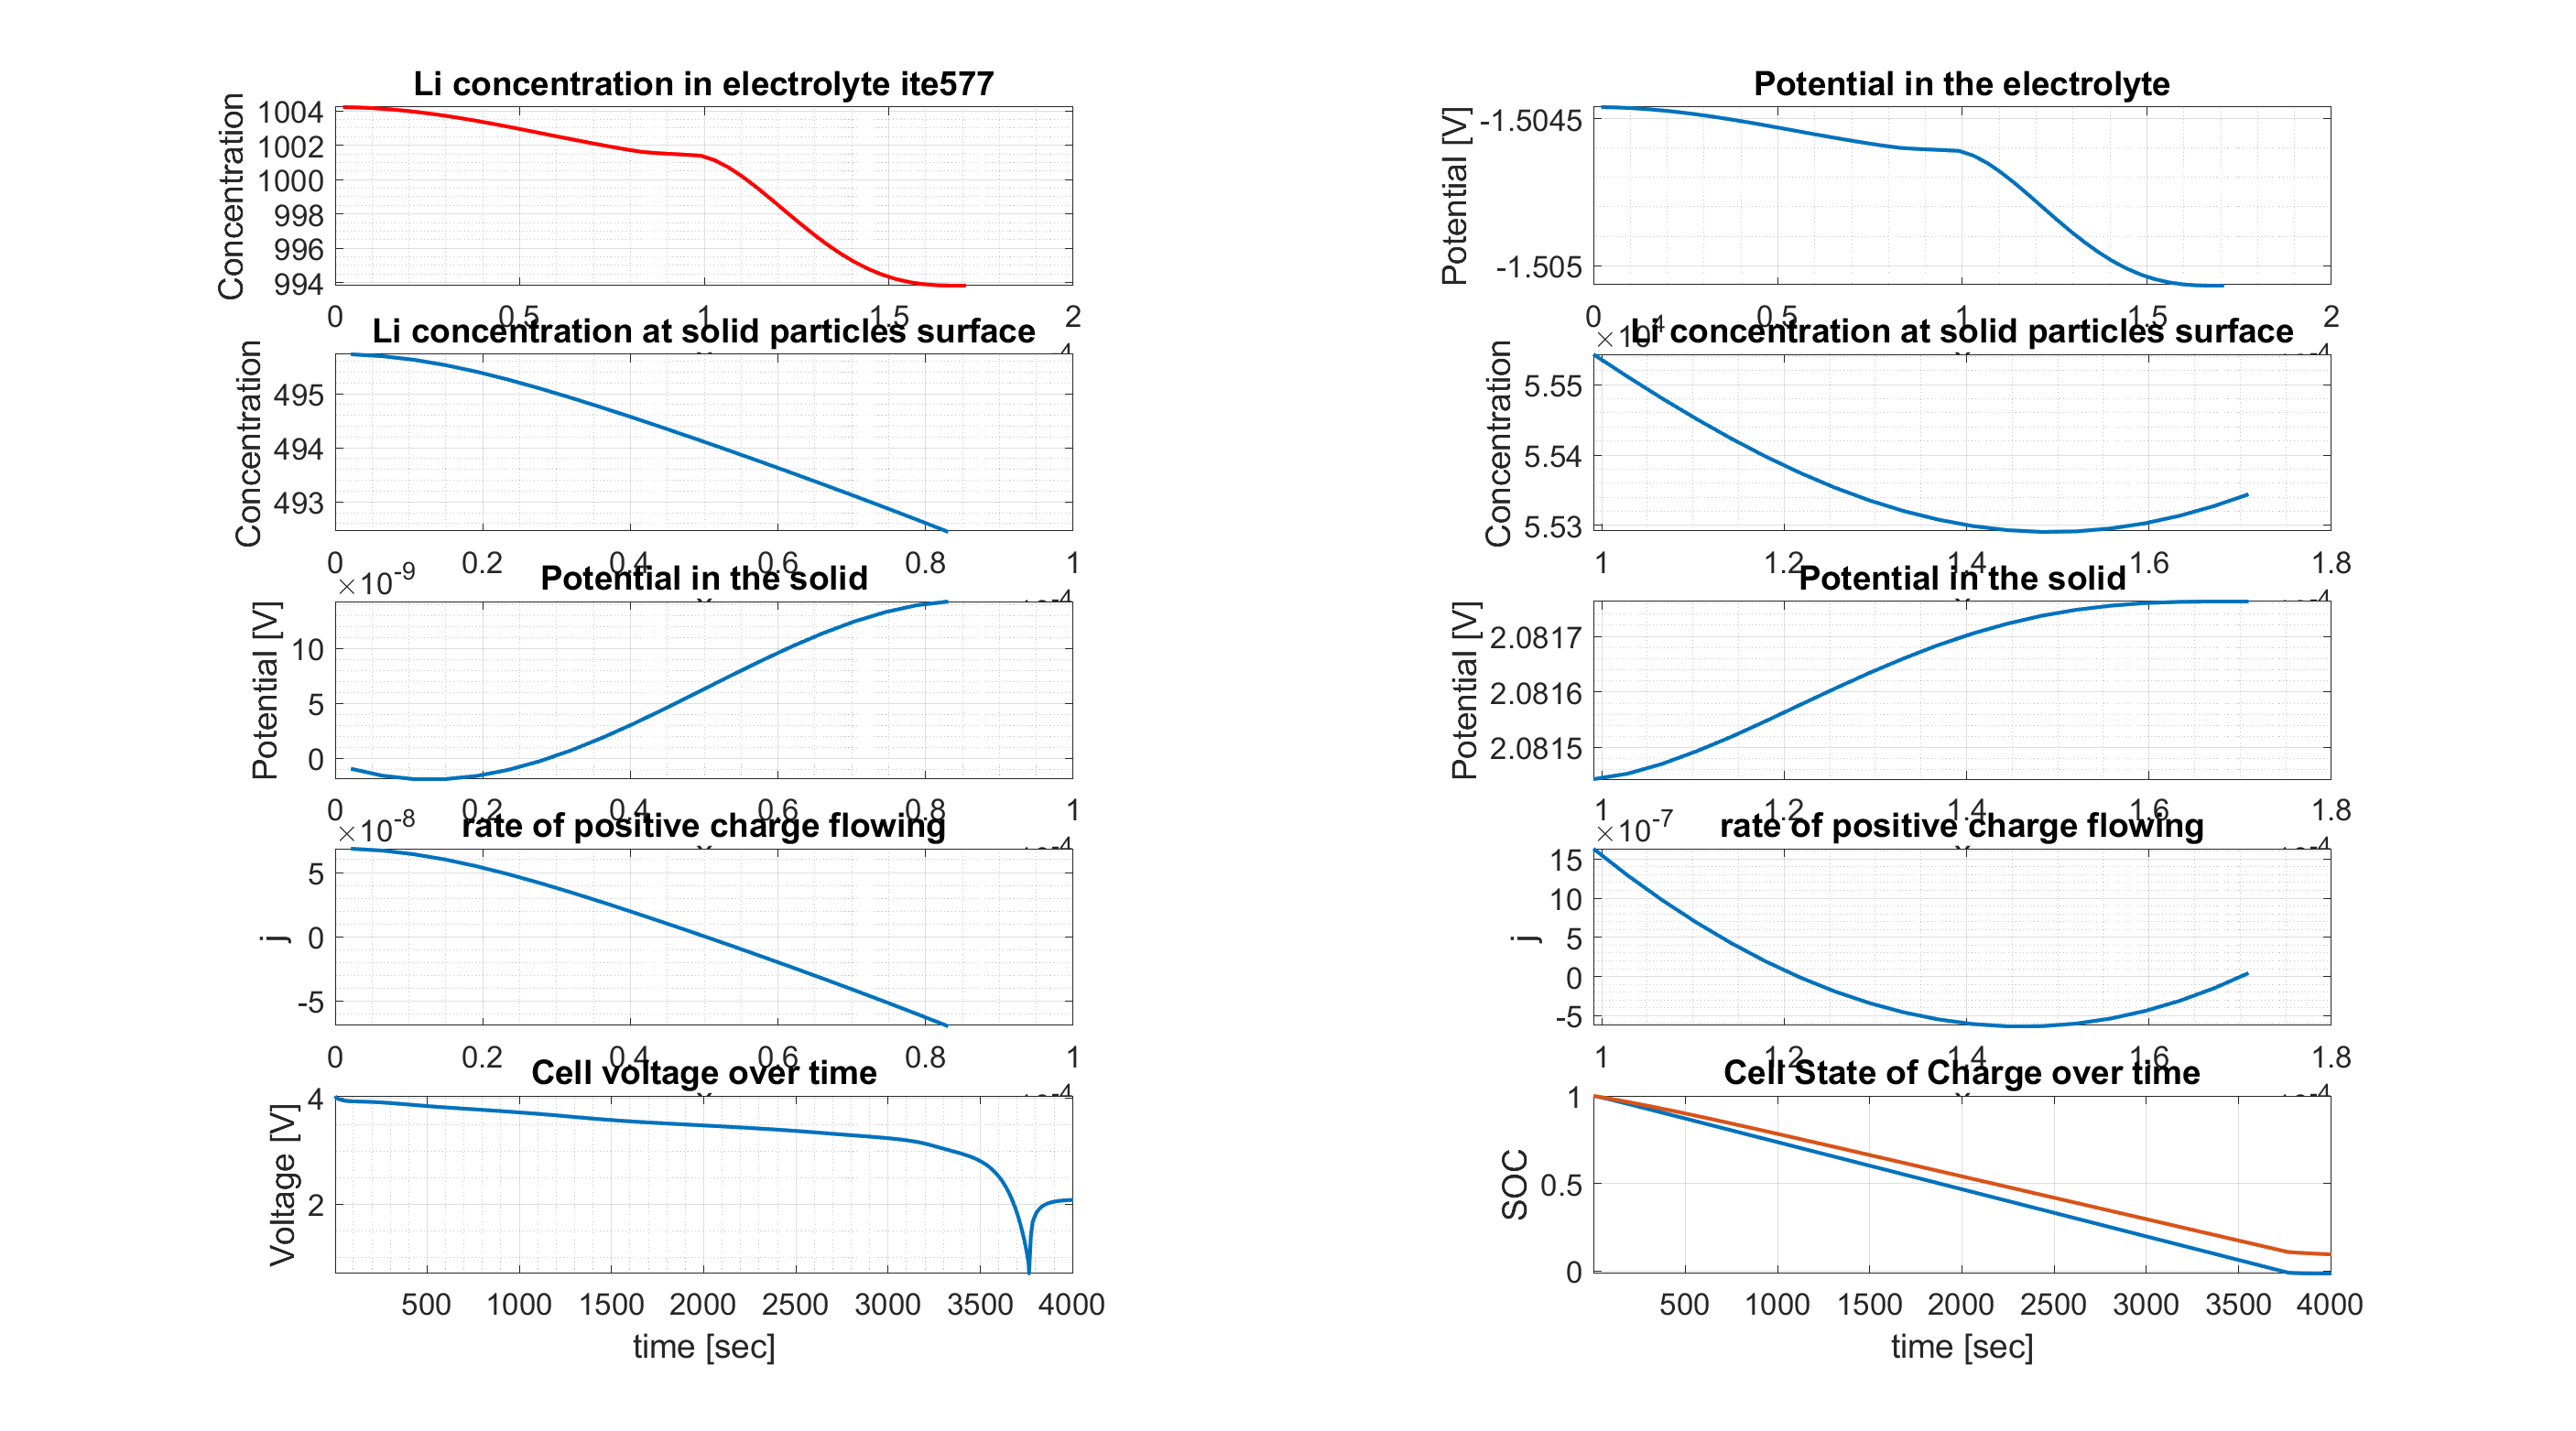 Li concentration in electrolyte ite577
Concentration
1004
1002
1000
998
996
994
0 0.5 1 1.5 2
Potential in the electrolyte
Potential [V]
-1.5045
-1.505
0 0.5 1 1.5 2
Li concentration at solid particles surface
Concentration
495
494
493
0 0.2 0.4 0.6 0.8 1
×10⁴
Li concentration at solid particles surface
Concentration
5.55
5.54
5.53
1 1.2 1.4 1.6 1.8
×10⁻⁹
Potential in the solid
Potential [V]
10
5
0
0 0.2 0.4 0.6 0.8 1
Potential in the solid
Potential [V]
2.0817
2.0816
2.0815
1 1.2 1.4 1.6 1.8
×10⁻⁸
rate of positive charge flowing
j
5
0
-5
0 0.2 0.4 0.6 0.8 1
×10⁻⁷
rate of positive charge flowing
j
15
10
5
0
-5
1 1.2 1.4 1.6 1.8
Cell voltage over time
Voltage [V]
4
2
500 1000 1500 2000 2500 3000 3500 4000
time [sec]
Cell State of Charge over time
SOC
1
0.5
0
500 1000 1500 2000 2500 3000 3500 4000
time [sec]